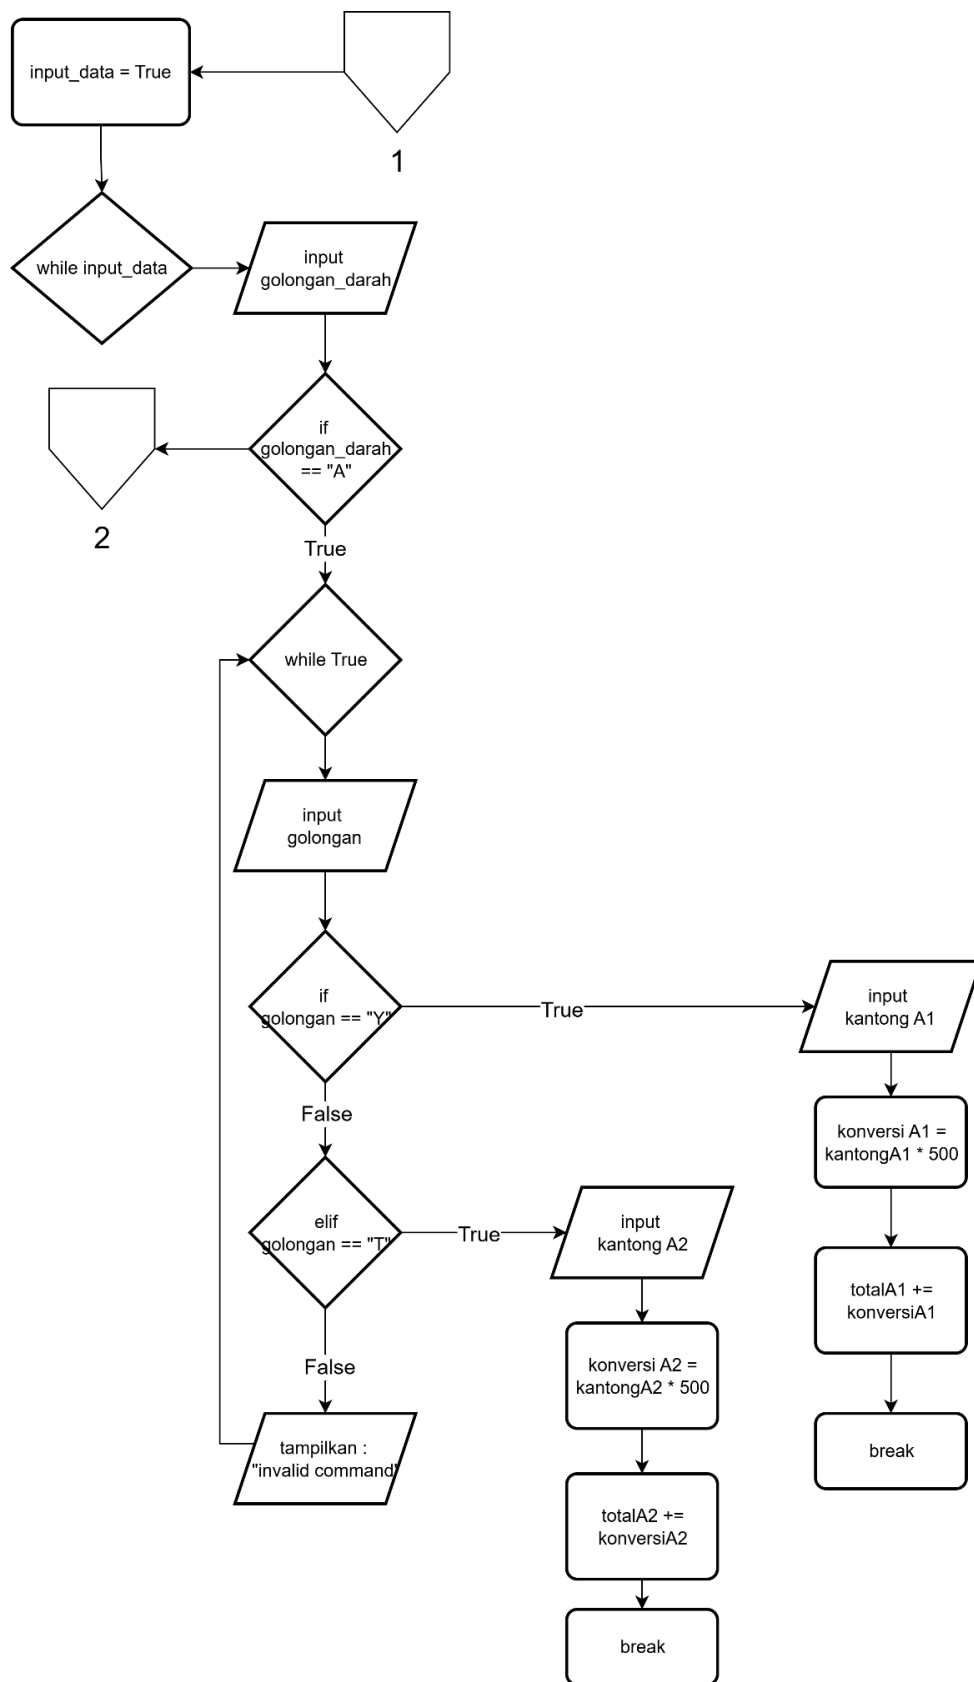 input_data = True
1
while input_data
input
golongan_darah
if
golongan_darah
== "A"
2
True
while True
input
golongan
if
golongan == "Y"
True
input
kantong A1
konversi A1 =
kantongA1 * 500
totalA1 +=
konversiA1
break
False
elif
golongan == "T"
True
input
kantong A2
konversi A2 =
kantongA2 * 500
totalA2 +=
konversiA2
break
False
tampilkan :
"invalid command"